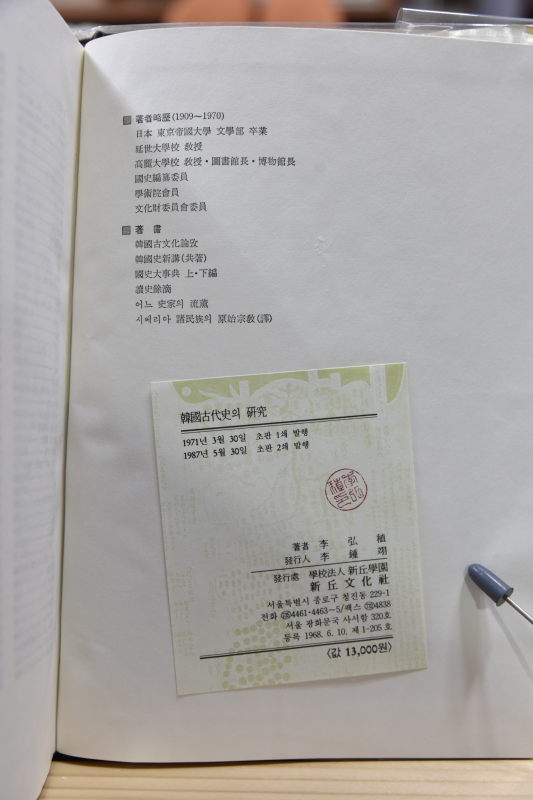 著者略歷(1909~1970)
日本 東京帝國大學 文學部 卒業
延世大學校 敎授
高麗大學校 敎授・圖書館長・博物館長
國史編纂委員
學術院會員
文化財委員會委員
著書
韓國古文化論攷
韓國史新講(共著)
國史大事典 上・下編
讀史餘滴
어느 史家의 流薰
시베리아 諸民族의 原始宗敎(譯)
韓國古代史의 硏究
1971년 3월 30일 초판 1쇄 발행
1987년 5월 30일 초판 2쇄 발행
著者 李弘稙
發行人 李鍾翊
發行處 學校法人 新丘學園
新丘文化社
서울특별시 종로구 청진동 229-1
전화 4461·4463~5/팩스 4838
서울 광화문국 사서함 320호
등록 1968. 6. 10. 제 1-205 호
〈값 13,000원〉